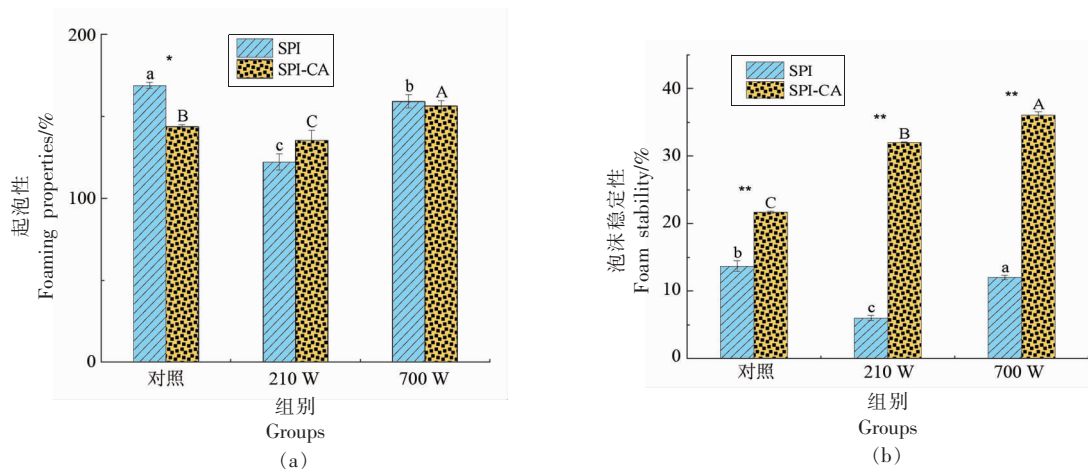 200
150
100
50
0
起泡性
Foaming properties/%
SPI
SPI-CA
a
*
B
c
C
b
A
对照
210 W
700 W
组别
Groups
(a)
40
30
20
10
0
泡沫稳定性
Foam stability/%
SPI
SPI-CA
**
b
C
**
c
B
**
a
A
对照
210 W
700 W
组别
Groups
(b)